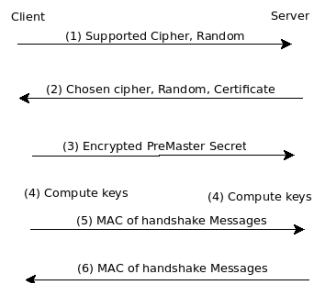 Client
Server
(1) Supported Cipher, Random
(2) Chosen cipher, Random, Certificate
(3) Encrypted PreMaster Secret
(4) Compute keys
(4) Compute keys
(5) MAC of handshake Messages
(6) MAC of handshake Messages